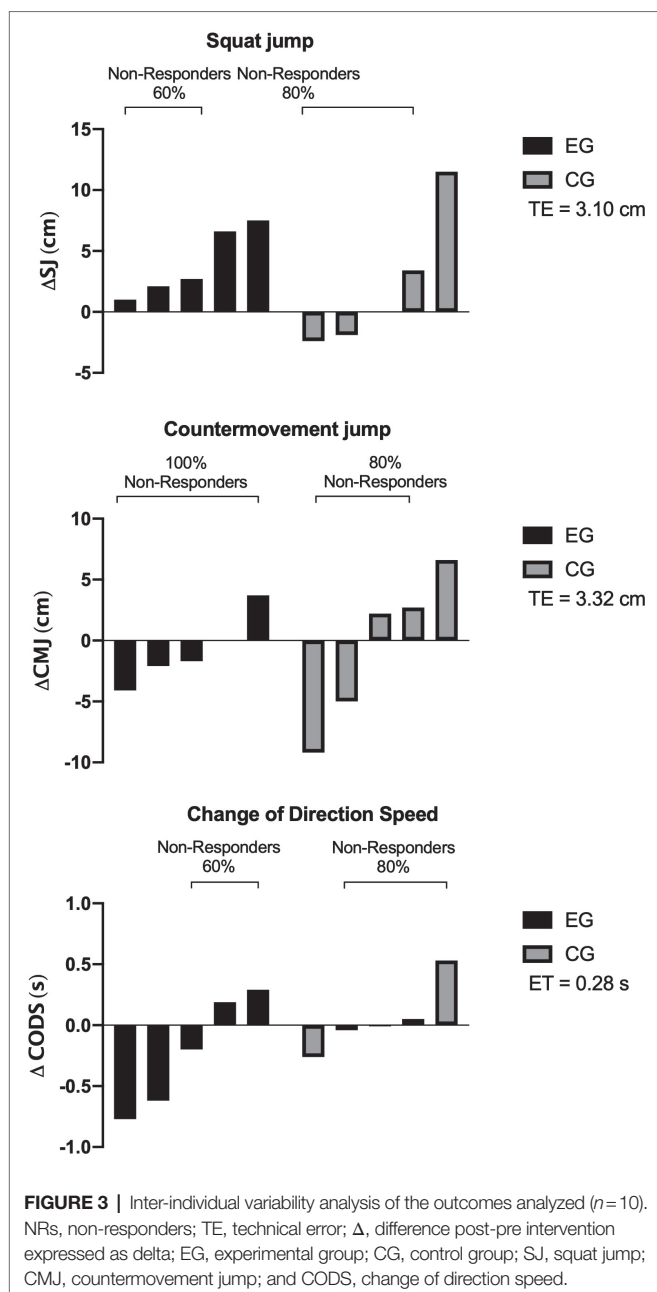 Squat jump
Non-Responders Non-Responders
60% 80%
15
10
5
0
-5
ΔSJ (cm)
EG
CG
TE = 3.10 cm
Countermovement jump
100% 80%
Non-Responders Non-Responders
10
5
0
-5
-10
ΔCMJ (cm)
EG
CG
TE = 3.32 cm
Change of Direction Speed
Non-Responders Non-Responders
60% 80%
1.0
0.5
0.0
-0.5
-1.0
Δ CODS (s)
EG
CG
ET = 0.28 s
FIGURE 3 | Inter-individual variability analysis of the outcomes analyzed (n=10).
NRs, non-responders; TE, technical error; Δ, difference post-pre intervention
expressed as delta; EG, experimental group; CG, control group; SJ, squat jump;
CMJ, countermovement jump; and CODS, change of direction speed.